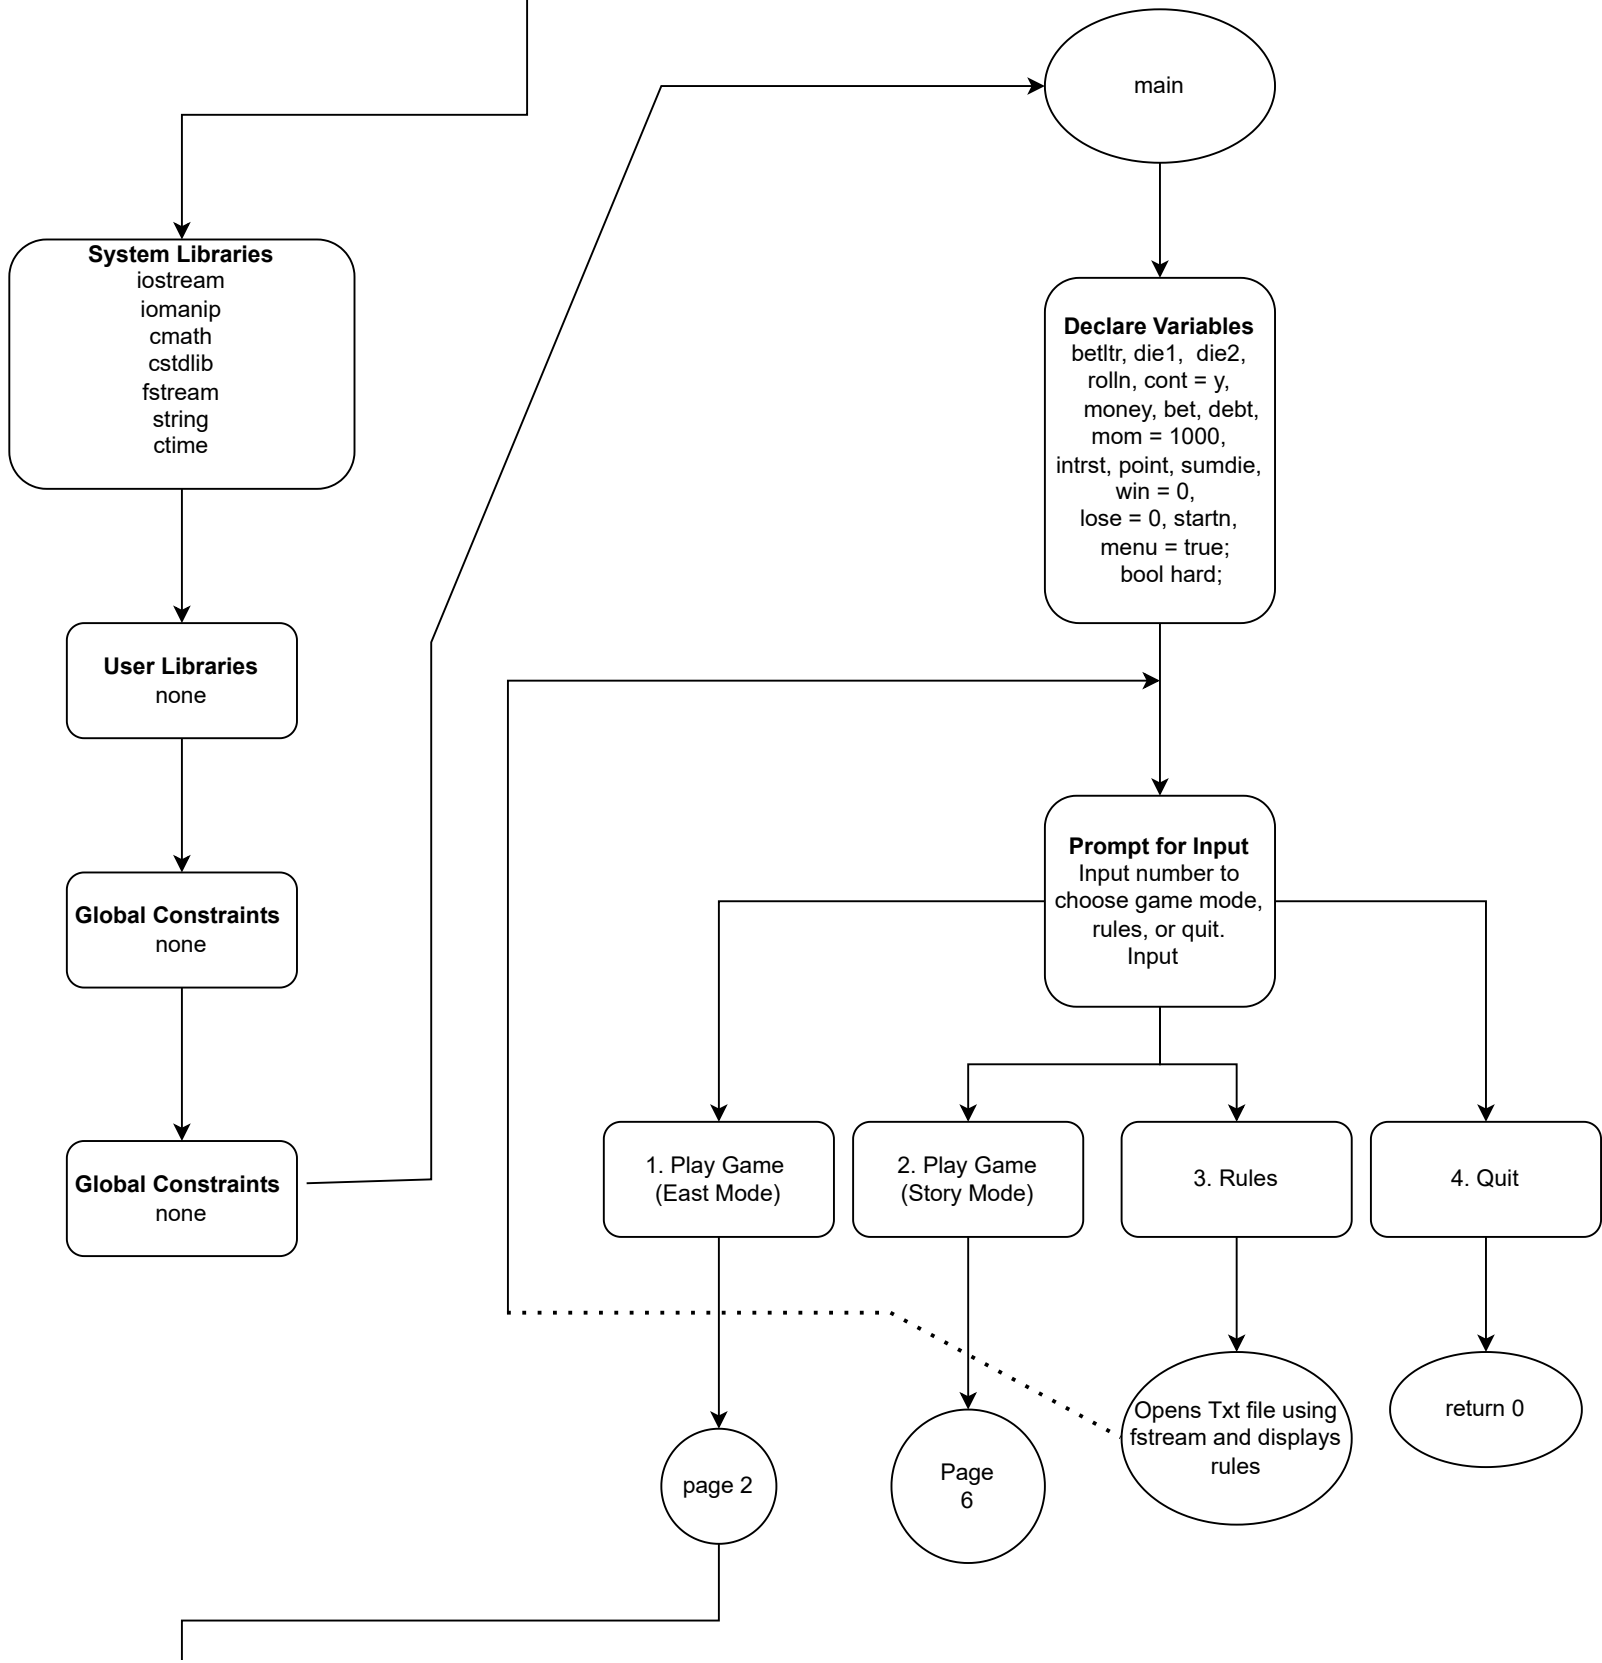 System Libraries
iostream
iomanip
cmath
cstdlib
fstream
string
ctime
User Libraries
none
Global Constraints
none
Global Constraints
none
main
Declare Variables
betltr, die1, die2,
rolln, cont = y,
money, bet, debt,
mom = 1000,
intrst, point, sumdie,
win = 0,
lose = 0, startn,
menu = true;
bool hard;
Prompt for Input
Input number to
choose game mode,
rules, or quit.
Input
1. Play Game
(East Mode)
2. Play Game
(Story Mode)
3. Rules
4. Quit
page 2
Page
6
Opens Txt file using
fstream and displays
rules
return 0